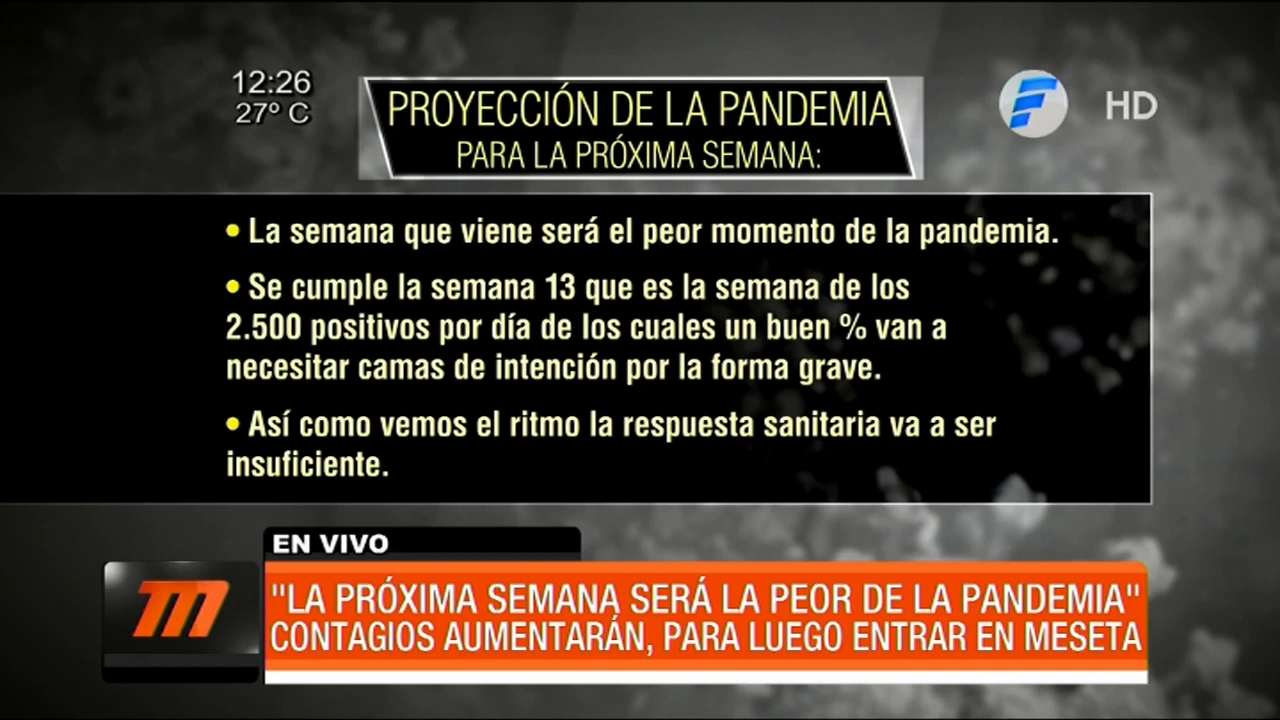 12:26
27º C
PROYECCIÓN DE LA PANDEMIA
PARA LA PRÓXIMA SEMANA:
HD
• La semana que viene será el peor momento de la pandemia.
• Se cumple la semana 13 que es la semana de los
2.500 positivos por día de los cuales un buen % van a
necesitar camas de intención por la forma grave.
• Así como vemos el ritmo la respuesta sanitaria va a ser
insuficiente.
EN VIVO
"LA PRÓXIMA SEMANA SERÁ LA PEOR DE LA PANDEMIA"
CONTAGIOS AUMENTARÁN, PARA LUEGO ENTRAR EN MESETA